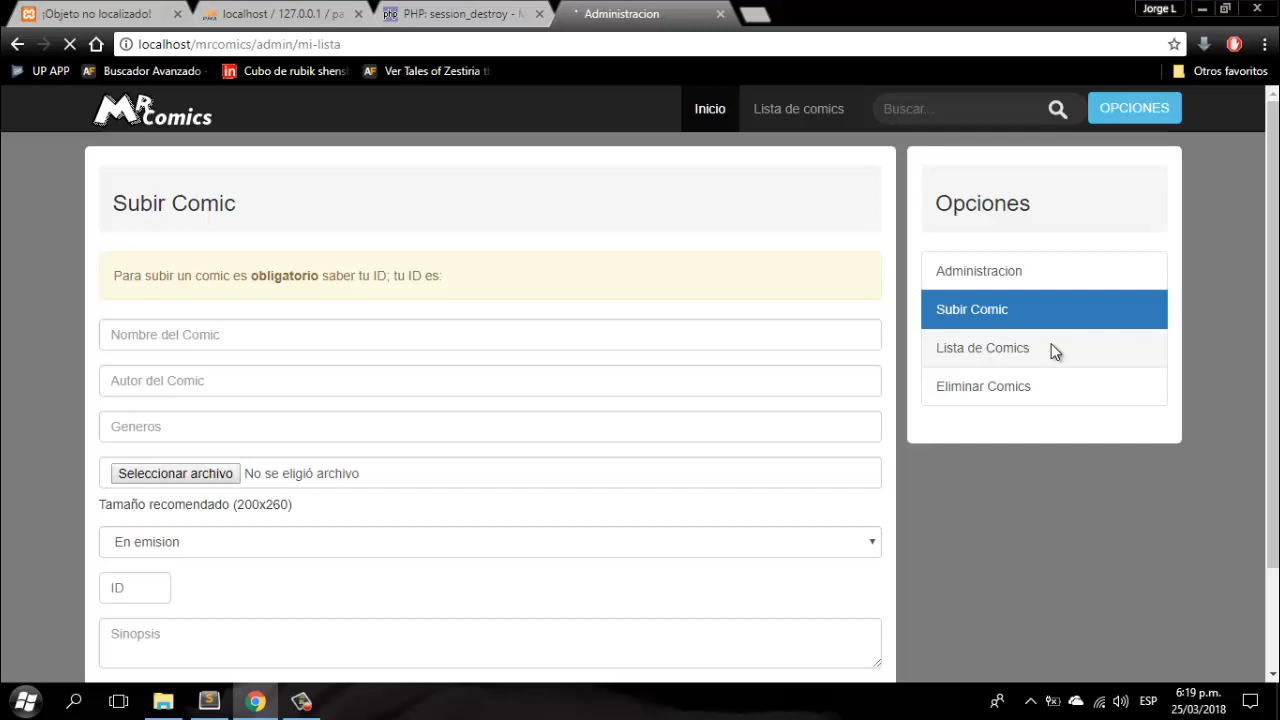 ¡Objeto no localizado!
localhost / 127.0.0.1 / pa
PHP: session_destroy - M
Administracion
Jorge L
localhost/mrcomics/admin/mi-lista
UP APP
Buscador Avanzado
Cubo de rubik shens
Ver Tales of Zestiria
Otros favoritos
MR Comics
Inicio
Lista de comics
Buscar...
OPCIONES
Subir Comic
Para subir un comic es obligatorio saber tu ID; tu ID es:
Nombre del Comic
Autor del Comic
Generos
Seleccionar archivo No se eligió archivo
Tamaño recomendado (200x260)
En emision
ID
Sinopsis
Opciones
Administracion
Subir Comic
Lista de Comics
Eliminar Comics
ESP
6:19 p.m.
25/03/2018